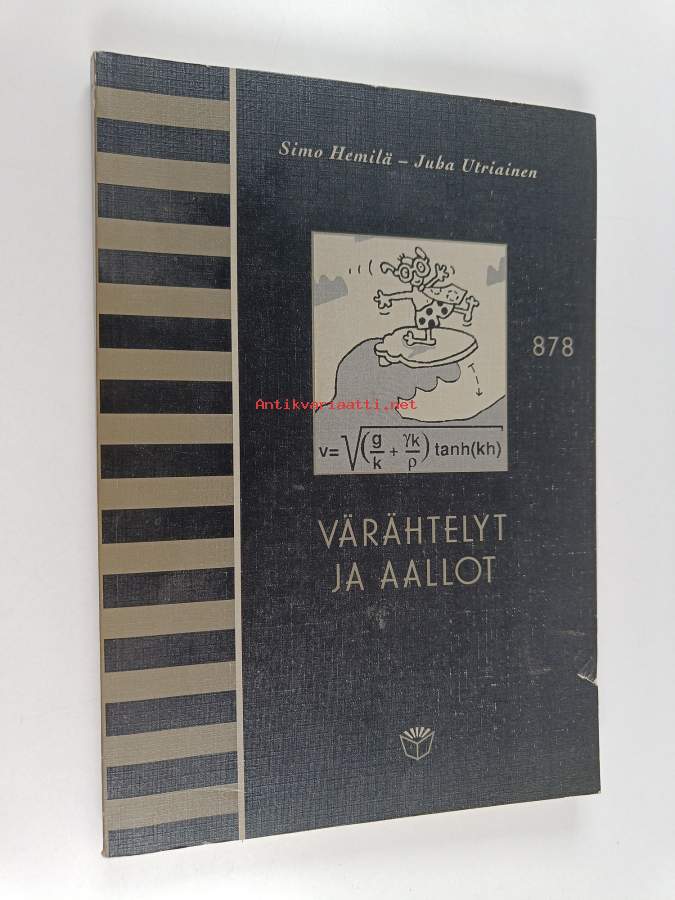 Simo Hemilä – Juha Utriainen
878
Antikvariaatti.net
v=√(g/k + γk/ρ) tanh(kh)
VÄRÄHTELYT
JA AALLOT